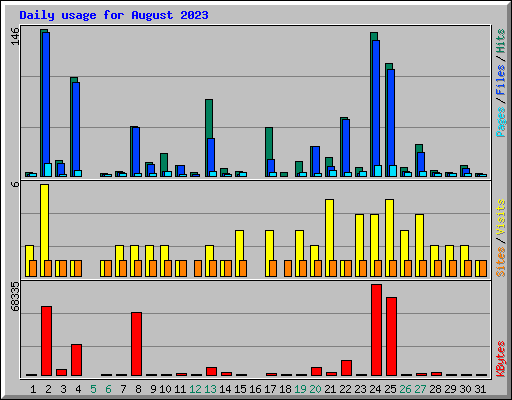 Daily usage for August 2023
146
Pages/Files/Hits
6
Sites/Visits
68335
KBytes
1 2 3 4 5 6 7 8 9 10 11 12 13 14 15 16 17 18 19 20 21 22 23 24 25 26 27 28 29 30 31